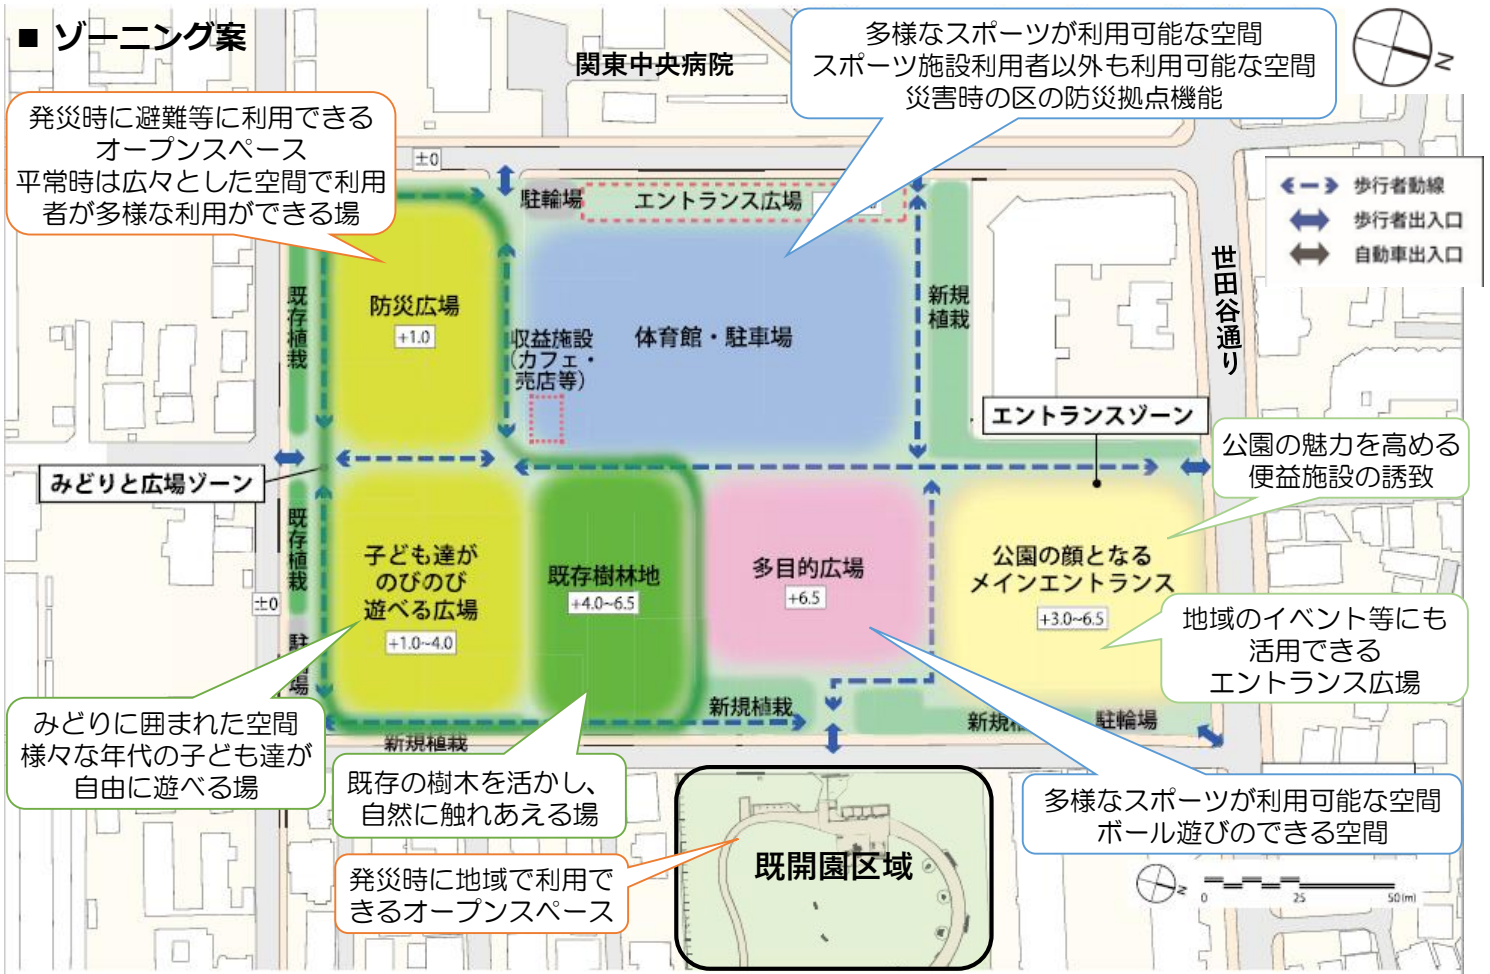 ■ ゾーニング案
関東中央病院
多様なスポーツが利用可能な空間
スポーツ施設利用者以外も利用可能な空間
災害時の区の防災拠点機能
N
発災時に避難等に利用できる
オープンスペース
平常時は広々とした空間で利用
者が多様な利用ができる場
±0
駐輪場
エントランス広場
歩行者動線
歩行者出入口
自動車出入口
世田谷通り
既存植栽
防災広場
+1.0
収益施設
(カフェ・
売店等)
体育館・駐車場
新規
植栽
エントランスゾーン
公園の魅力を高める
便益施設の誘致
みどりと広場ゾーン
既存植栽
±0
子ども達が
のびのび
遊べる広場
+1.0~4.0
既存樹林地
+4.0~6.5
多目的広場
+6.5
公園の顔となる
メインエントランス
+3.0~6.5
地域のイベント等にも
活用できる
エントランス広場
駐
場
みどりに囲まれた空間
様々な年代の子ども達が
自由に遊べる場
新規植栽
新規植栽
新規植
駐輪場
既存の樹木を活かし、
自然に触れあえる場
多様なスポーツが利用可能な空間
ボール遊びのできる空間
発災時に地域で利用で
きるオープンスペース
既開園区域
N
0 25 50(m)